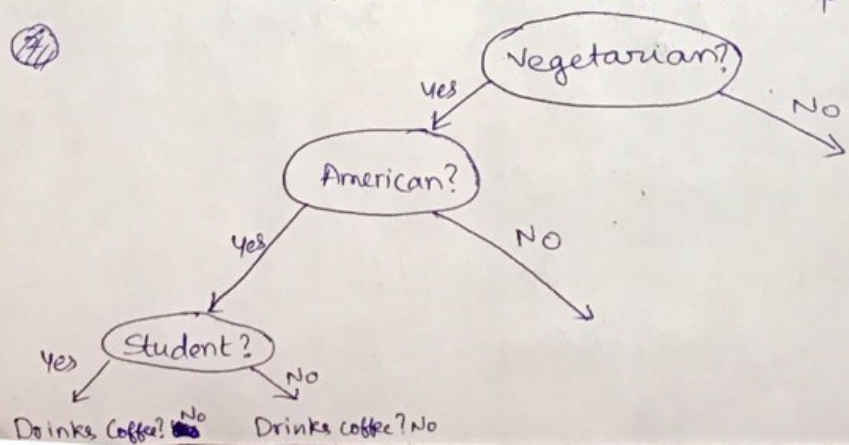 Vegetarian?
Yes
No
American?
Yes
No
Student?
Yes
No
Drinks Coffee? No
Drinks coffee? No